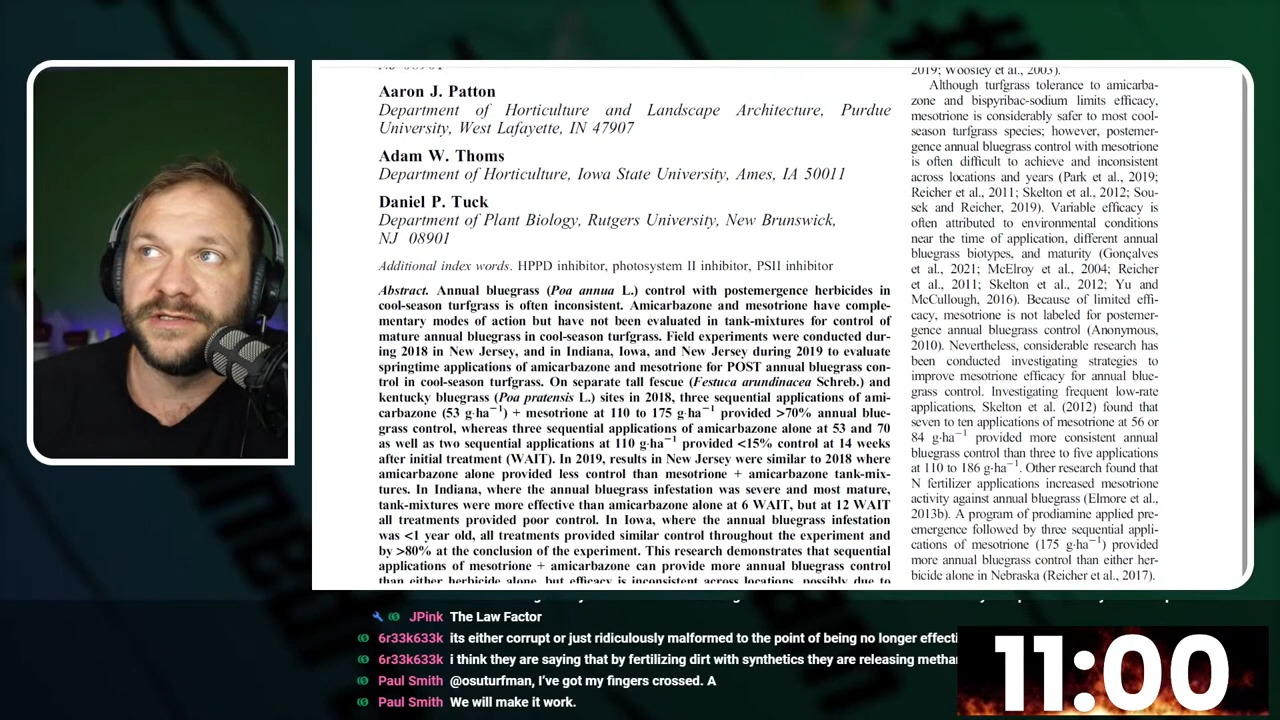 Aaron J. Patton
Department of Horticulture and Landscape Architecture, Purdue
University, West Lafayette, IN 47907
Adam W. Thoms
Department of Horticulture, Iowa State University, Ames, IA 50011
Daniel P. Tuck
Department of Plant Biology, Rutgers University, New Brunswick,
NJ 08901
Additional index words. HPPD inhibitor, photosystem II inhibitor, PSII inhibitor
Abstract. Annual bluegrass (Poa annua L.) control with postemergence herbicides in
cool-season turfgrass is often inconsistent. Amicarbazone and mesotrione have comple-
mentary modes of action but have not been evaluated in tank-mixtures for control of
mature annual bluegrass in cool-season turfgrass. Field experiments were conducted dur-
ing 2018 in New Jersey, and in Indiana, Iowa, and New Jersey during 2019 to evaluate
springtime applications of amicarbazone and mesotrione for POST annual bluegrass con-
trol in cool-season turfgrass. On separate tall fescue (Festuca arundinacea Schreb.) and
kentucky bluegrass (Poa pratensis L.) sites in 2018, three sequential applications of ami-
carbazone (53 g·ha⁻¹) + mesotrione at 110 to 175 g·ha⁻¹ provided >70% annual blue-
grass control, whereas three sequential applications of amicarbazone alone at 53 and 70
as well as two sequential applications at 110 g·ha⁻¹ provided <15% control at 14 weeks
after initial treatment (WAIT). In 2019, results in New Jersey were similar to 2018 where
amicarbazone alone provided less control than mesotrione + amicarbazone tank-mix-
tures. In Indiana, where the annual bluegrass infestation was severe and most mature,
tank-mixtures were more effective than amicarbazone alone at 6 WAIT, but at 12 WAIT
all treatments provided poor control. In Iowa, where the annual bluegrass infestation
was <1 year old, all treatments provided similar control throughout the experiment and
by >80% at the conclusion of the experiment. This research demonstrates that sequential
applications of mesotrione + amicarbazone can provide more annual bluegrass control
than either herbicide alone, but efficacy is inconsistent across locations, possibly due to
2019; Woosley et al., 2003).
Although turfgrass tolerance to amicarba-
zone and bispyribac-sodium limits efficacy,
mesotrione is considerably safer to most cool-
season turfgrass species; however, postemer-
gence annual bluegrass control with mesotrione
is often difficult to achieve and inconsistent
across locations and years (Park et al., 2019;
Reicher et al., 2011; Skelton et al., 2012; Sou-
sek and Reicher, 2019). Variable efficacy is
often attributed to environmental conditions
near the time of application, different annual
bluegrass biotypes, and maturity (Gonçalves
et al., 2021; McElroy et al., 2004; Reicher
et al., 2011; Skelton et al., 2012; Yu and
McCullough, 2016). Because of limited effi-
cacy, mesotrione is not labeled for postemer-
gence annual bluegrass control (Anonymous,
2010). Nevertheless, considerable research has
been conducted investigating strategies to
improve mesotrione efficacy for annual blue-
grass control. Investigating frequent low-rate
applications, Skelton et al. (2012) found that
seven to ten applications of mesotrione at 56 or
84 g·ha⁻¹ provided more consistent annual
bluegrass control than three to five applications
at 110 to 186 g·ha⁻¹. Other research found that
N fertilizer applications increased mesotrione
activity against annual bluegrass (Elmore et al.,
2013b). A program of prodiamine applied pre-
emergence followed by three sequential appli-
cations of mesotrione (175 g·ha⁻¹) provided
more annual bluegrass control than either her-
bicide alone in Nebraska (Reicher et al., 2017).
JPink The Law Factor
6r33k633k its either corrupt or just ridiculously malformed to the point of being no longer effecti
6r33k633k i think they are saying that by fertilizing dirt with synthetics they are releasing metha
Paul Smith @osuturfman, I've got my fingers crossed. A
Paul Smith We will make it work.
11:00